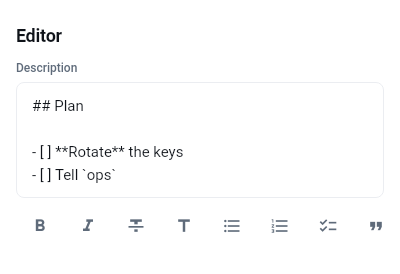 Editor
Description
## Plan

- [ ] **Rotate** the keys
- [ ] Tell `ops`